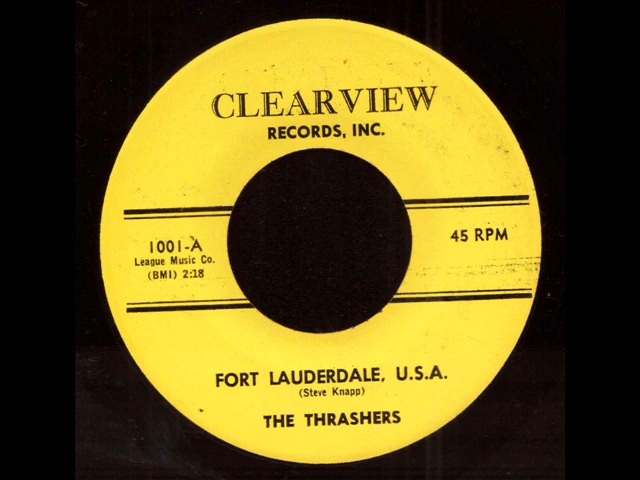 CLEARVIEW
RECORDS, INC.
1001-A
League Music Co.
(BMI) 2:18
45 RPM
FORT LAUDERDALE, U.S.A.
(Steve Knapp)
THE THRASHERS